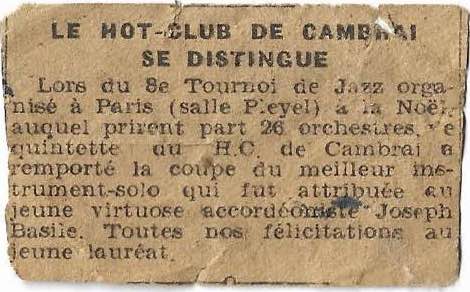 LE HOT-CLUB DE CAMBRAI
SE DISTINGUE
Lors du 8e Tournoi de Jazz orga-
nisé à Paris (salle Pleyel) à la Noël,
auquel prirent part 26 orchestres, le
quintette du H.C. de Cambrai a
remporté la coupe du meilleur ins-
trument-solo qui fut attribuée au
jeune virtuose accordéoniste Joseph
Basile. Toutes nos félicitations au
jeune lauréat.